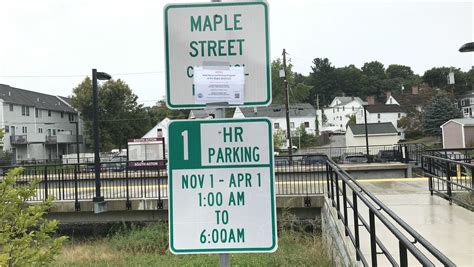 MAPLE
STREET
1 HR
PARKING
NOV 1 - APR 1
1:00 AM
TO
6:00AM